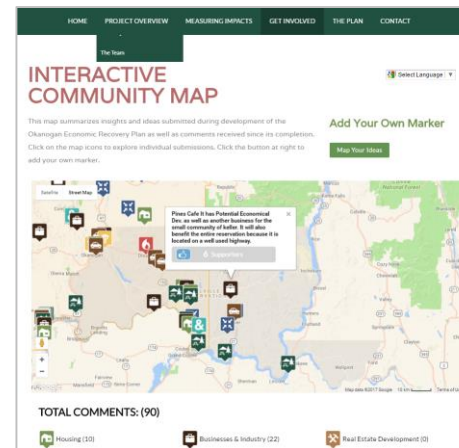 HOME PROJECT OVERVIEW MEASURING IMPACTS GET INVOLVED THE PLAN CONTACT
The Team
INTERACTIVE
COMMUNITY MAP
Select Language ▼
This map summarizes insights and ideas submitted during development of the
Okanogan Economic Recovery Plan as well as comments received since its completion.
Click on the map icons to explore individual submissions. Click the button at right to
add your own marker.
Add Your Own Marker
Map Your Ideas
Satellite Street Map
Pines Cafe It has Potential Economical
Dev. as well as another business for the
small community of keller. It will also
benefit the entire reservation because it is
located on a well used highway.
6 Supporters
+
−
Map data ©2017 Google
TOTAL COMMENTS: (90)
Housing (10) Businesses & Industry (22) Real Estate Development (0)